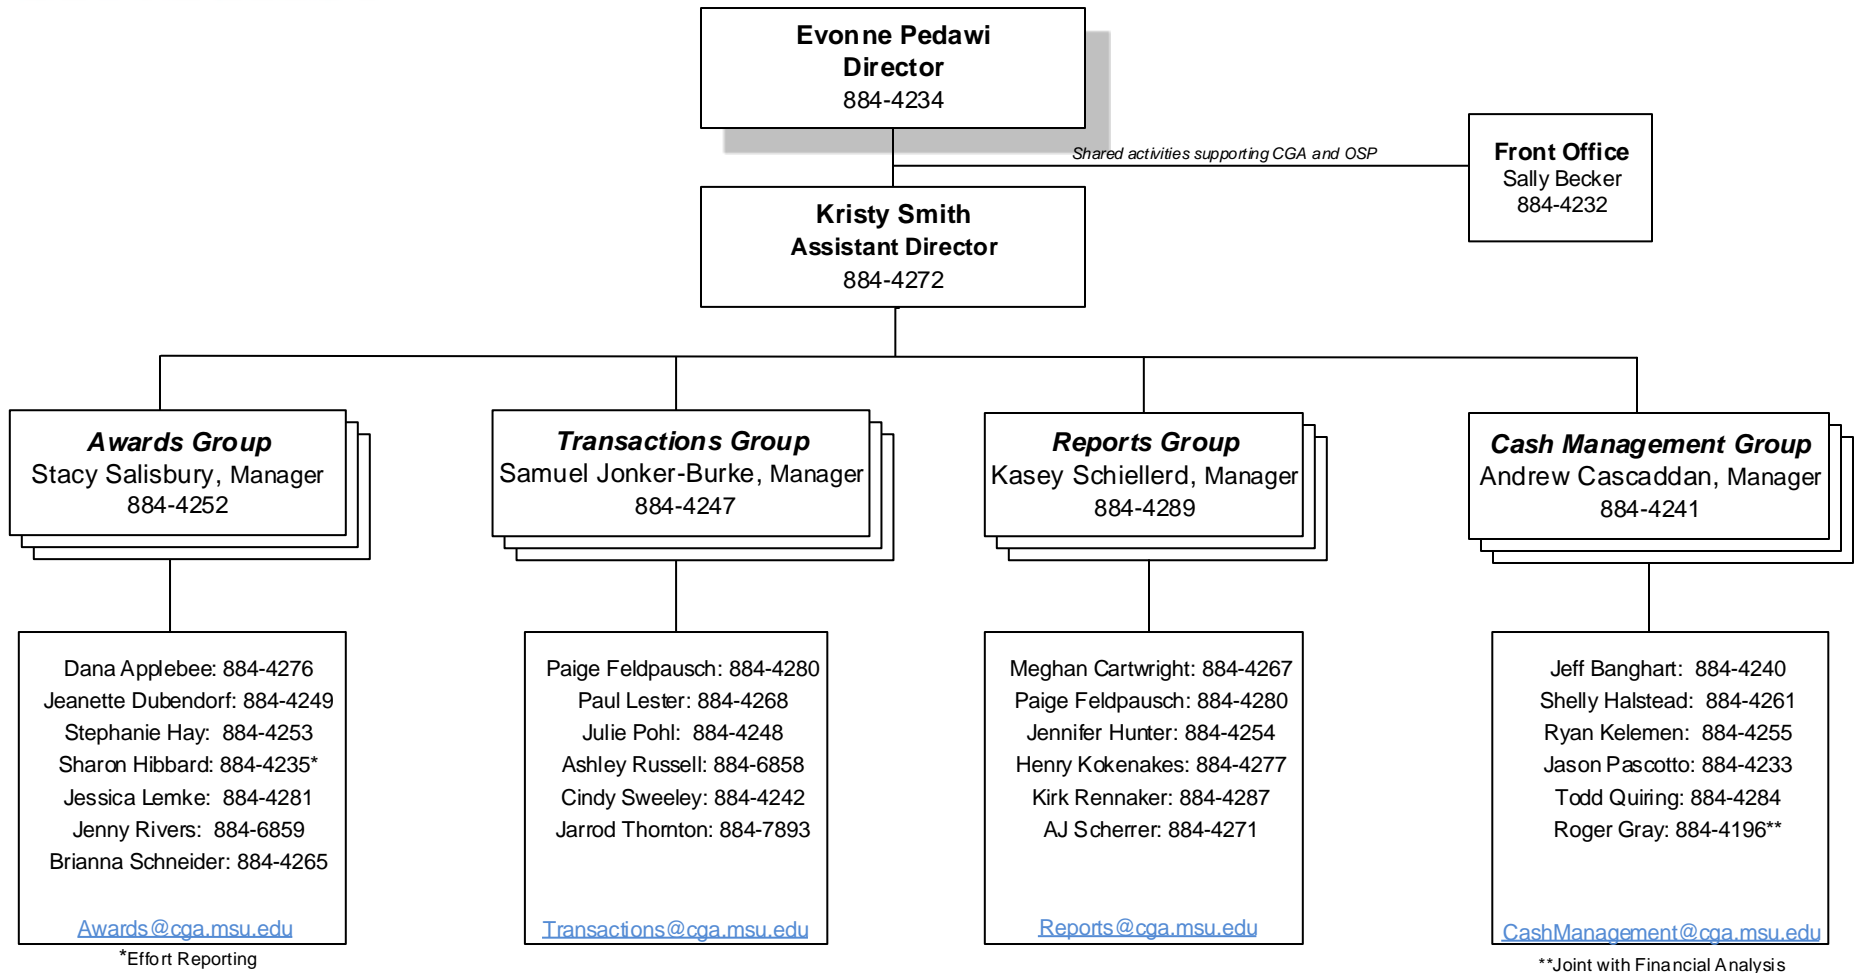 Evonne Pedawi
Director
884-4234
Shared activities supporting CGA and OSP
Front Office
Sally Becker
884-4232
Kristy Smith
Assistant Director
884-4272
Awards Group
Stacy Salisbury, Manager
884-4252
Transactions Group
Samuel Jonker-Burke, Manager
884-4247
Reports Group
Kasey Schiellerd, Manager
884-4289
Cash Management Group
Andrew Cascaddan, Manager
884-4241
Dana Applebee: 884-4276
Jeanette Dubendorf: 884-4249
Stephanie Hay: 884-4253
Sharon Hibbard: 884-4235*
Jessica Lemke: 884-4281
Jenny Rivers: 884-6859
Brianna Schneider: 884-4265
Awards@cga.msu.edu
*Effort Reporting
Paige Feldpausch: 884-4280
Paul Lester: 884-4268
Julie Pohl: 884-4248
Ashley Russell: 884-6858
Cindy Sweeley: 884-4242
Jarrod Thornton: 884-7893
Transactions@cga.msu.edu
Meghan Cartwright: 884-4267
Paige Feldpausch: 884-4280
Jennifer Hunter: 884-4254
Henry Kokenakes: 884-4277
Kirk Rennaker: 884-4287
AJ Scherrer: 884-4271
Reports@cga.msu.edu
Jeff Banghart: 884-4240
Shelly Halstead: 884-4261
Ryan Kelemen: 884-4255
Jason Pascotto: 884-4233
Todd Quiring: 884-4284
Roger Gray: 884-4196**
CashManagement@cga.msu.edu
**Joint with Financial Analysis